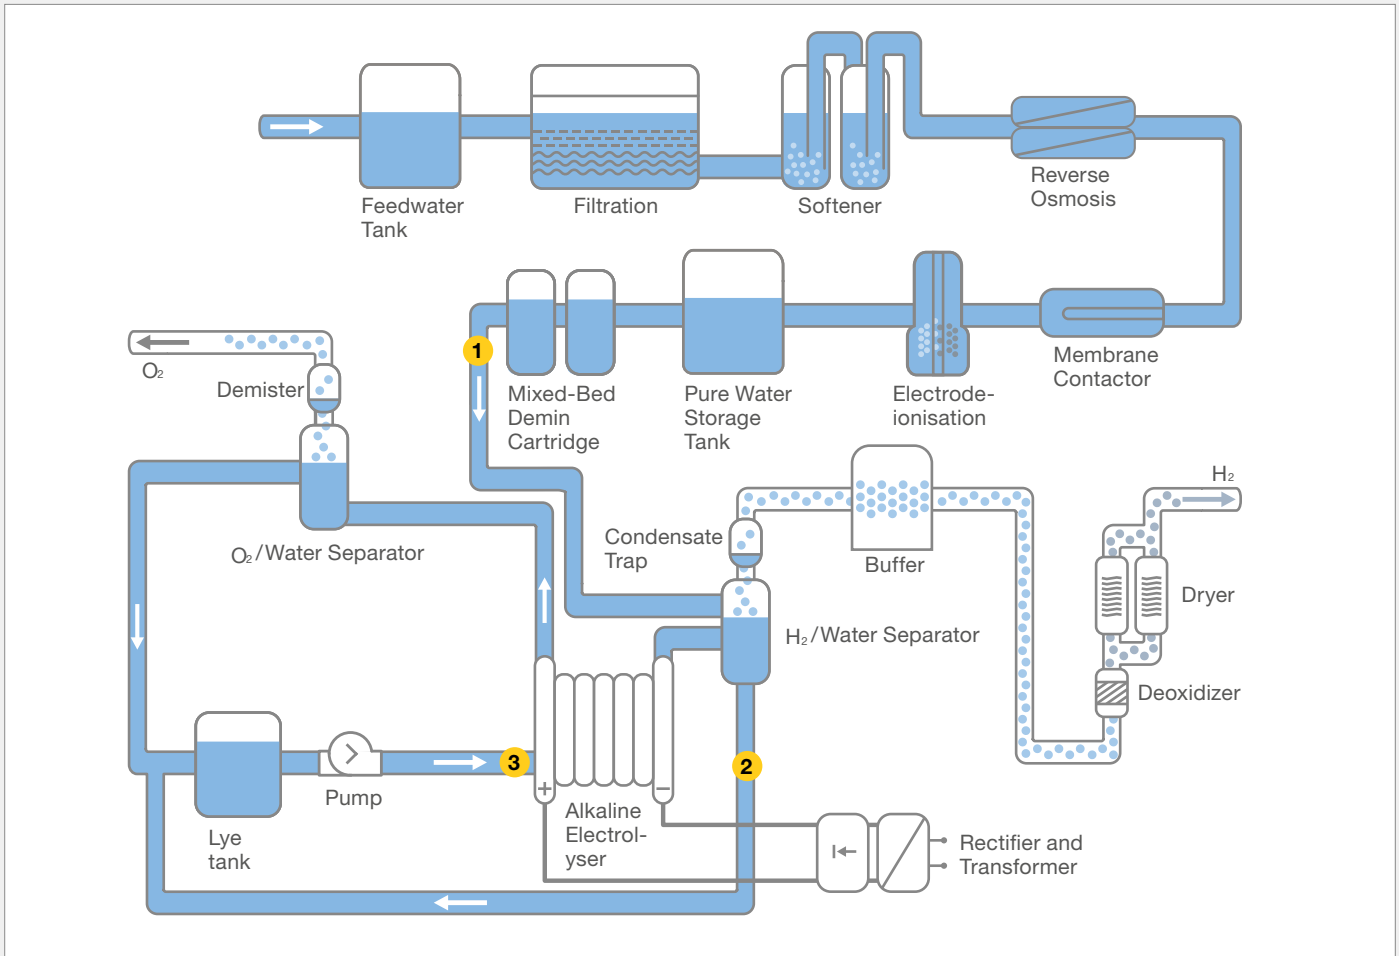 Feedwater
Tank
Filtration
Softener
Reverse
Osmosis
1
Mixed-Bed
Demin
Cartridge
Pure Water
Storage
Tank
Electrode-
ionisation
Membrane
Contactor
O₂
Demister
O₂/Water Separator
Condensate
Trap
Buffer
H₂
Dryer
H₂/Water Separator
Deoxidizer
3
2
Pump
Lye
tank
+
−
Alkaline
Electrol-
yser
Rectifier and
Transformer